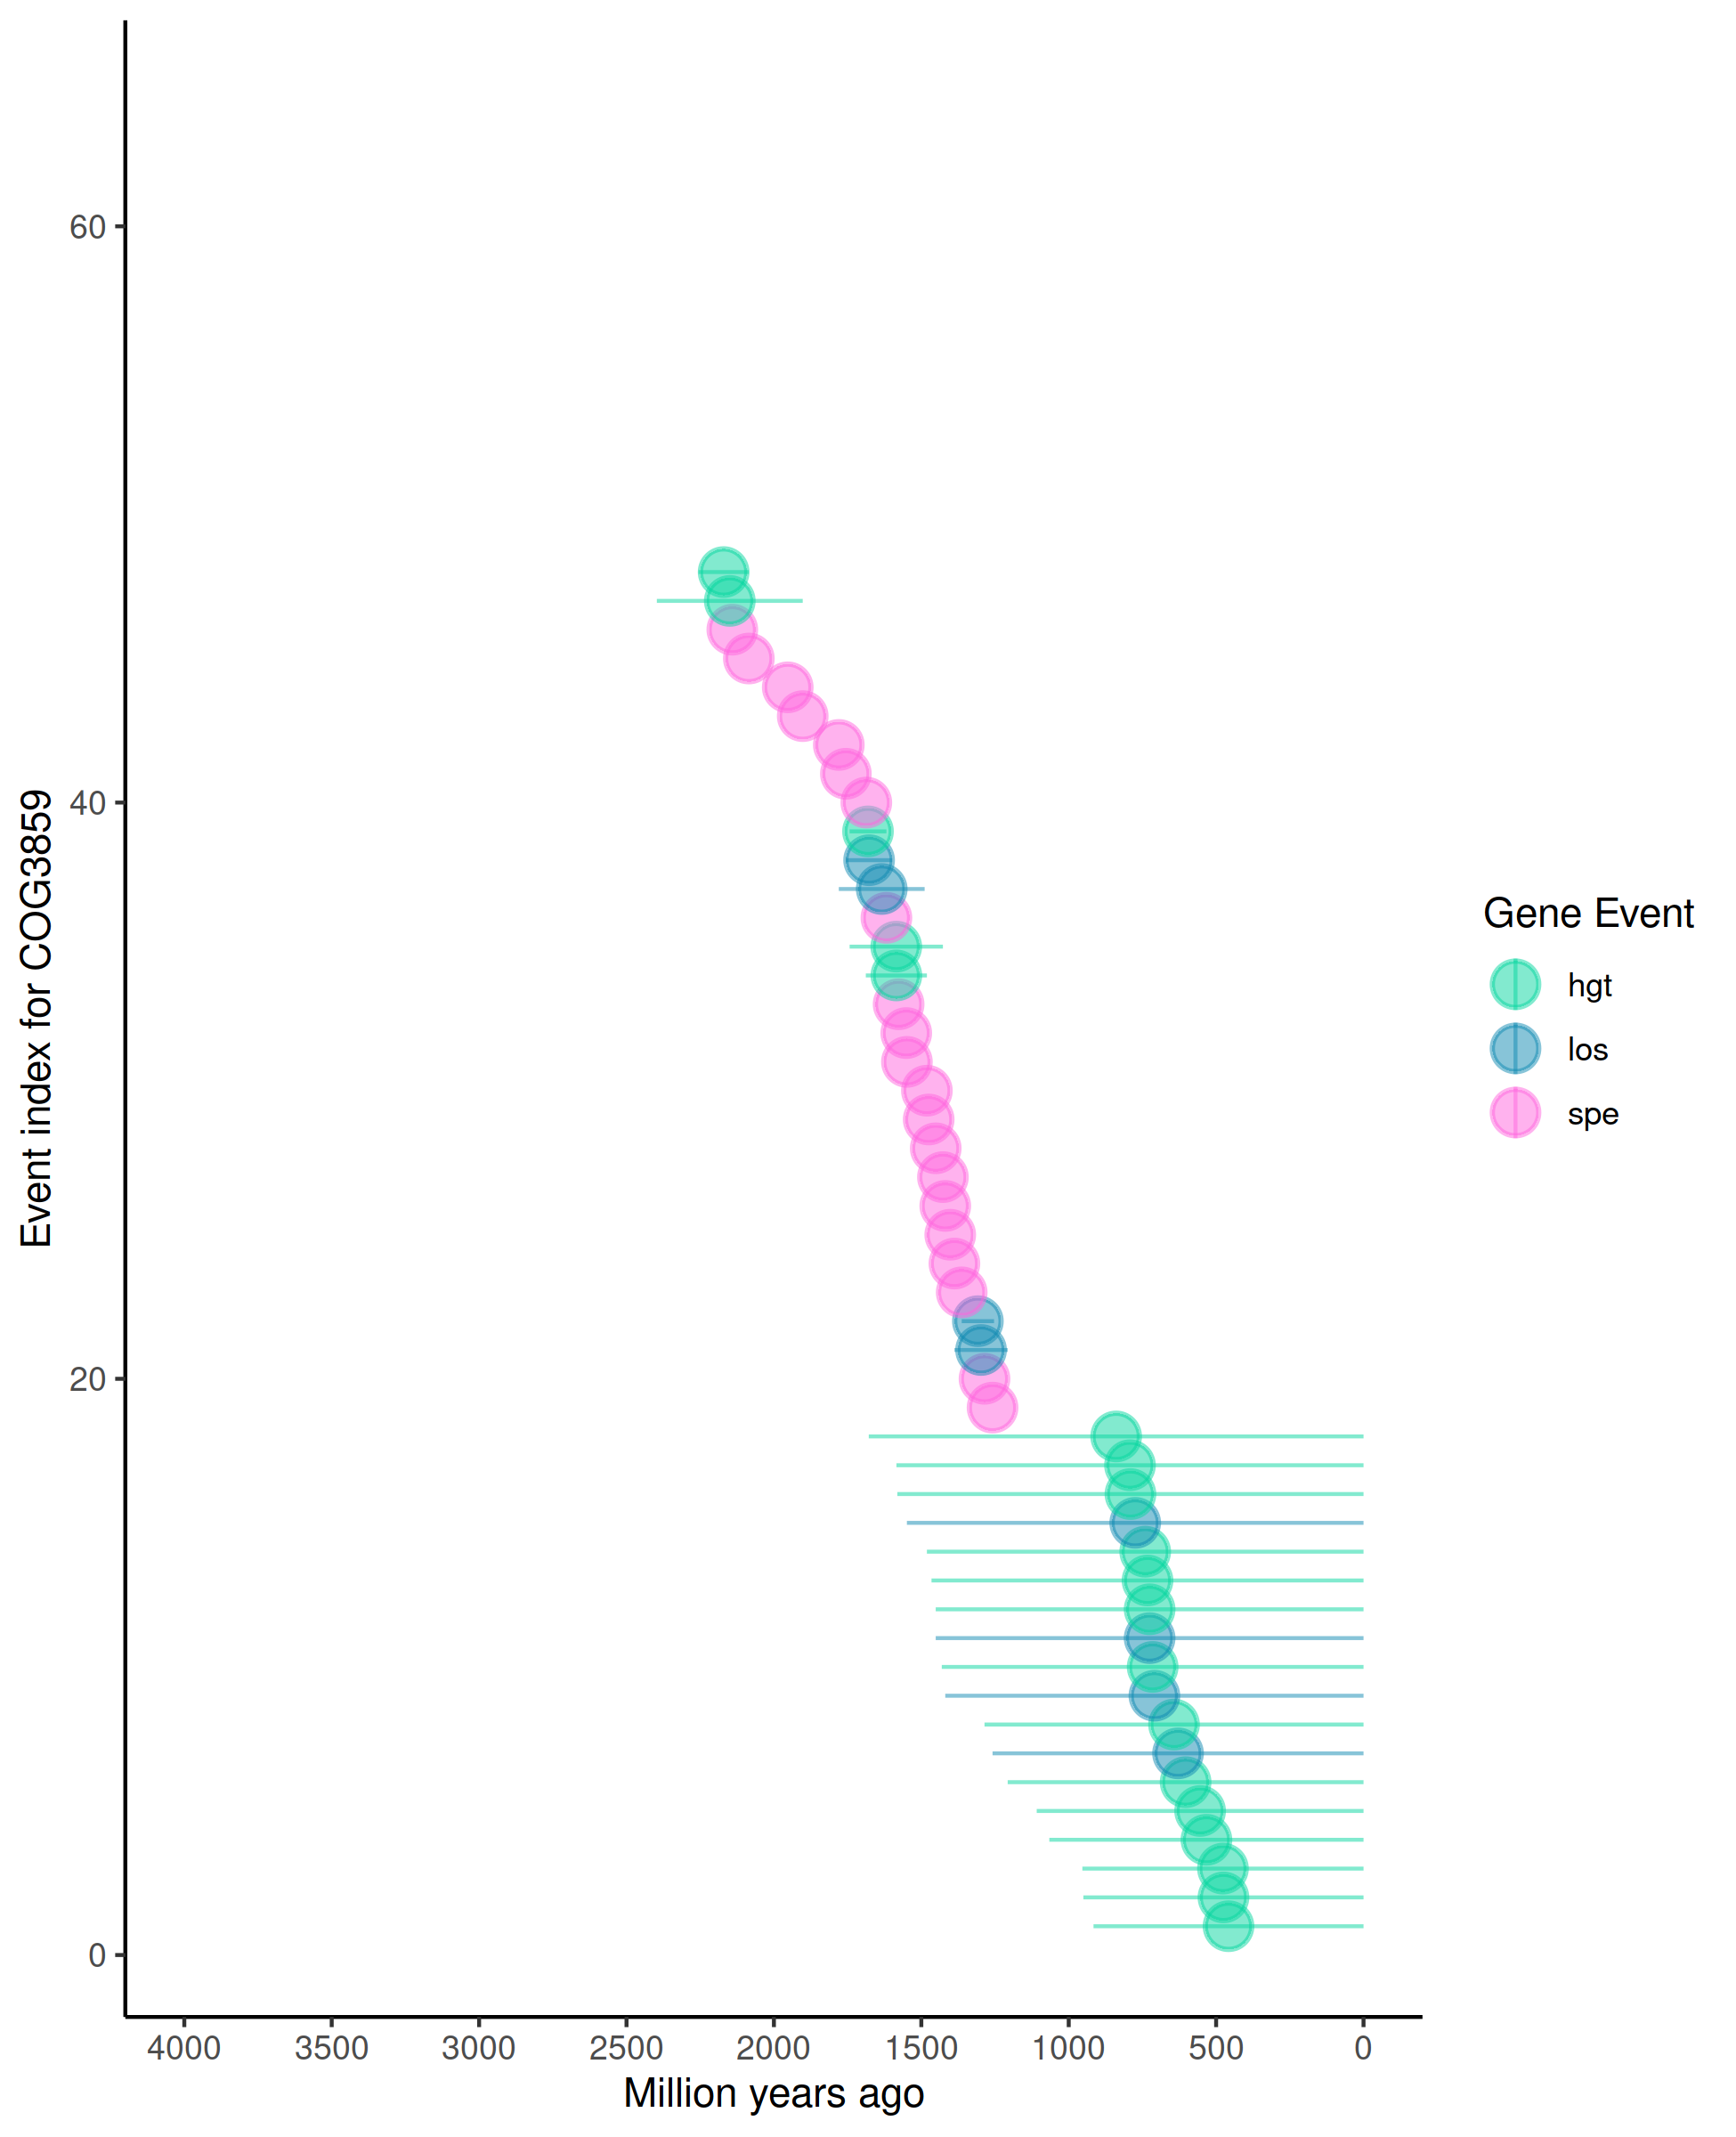 60
40
20
0
Event index for COG3859
4000 3500 3000 2500 2000 1500 1000 500 0
Million years ago
Gene Event
hgt
los
spe